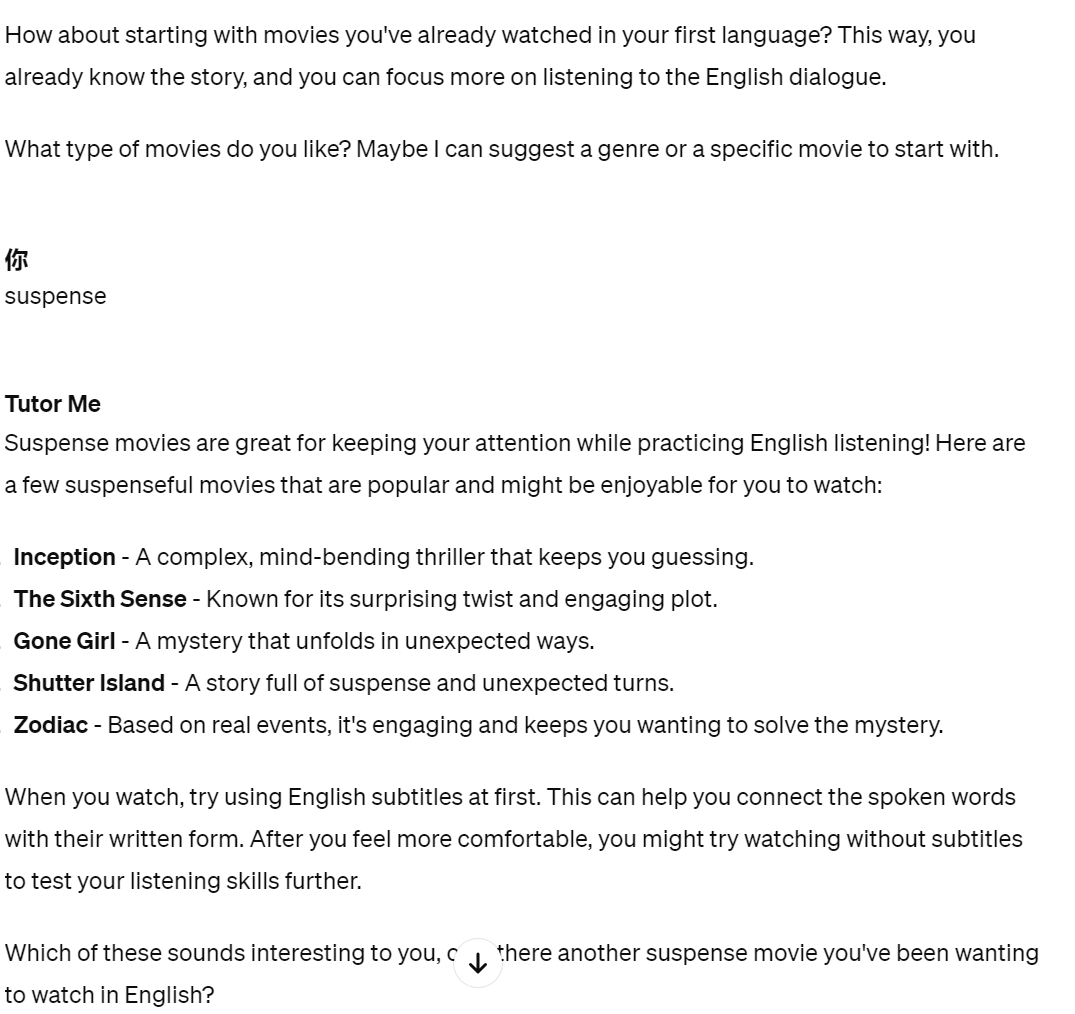 How about starting with movies you've already watched in your first language? This way, you
already know the story, and you can focus more on listening to the English dialogue.
What type of movies do you like? Maybe I can suggest a genre or a specific movie to start with.
你
suspense
Tutor Me
Suspense movies are great for keeping your attention while practicing English listening! Here are
a few suspenseful movies that are popular and might be enjoyable for you to watch:
Inception - A complex, mind-bending thriller that keeps you guessing.
The Sixth Sense - Known for its surprising twist and engaging plot.
Gone Girl - A mystery that unfolds in unexpected ways.
Shutter Island - A story full of suspense and unexpected turns.
Zodiac - Based on real events, it's engaging and keeps you wanting to solve the mystery.
When you watch, try using English subtitles at first. This can help you connect the spoken words
with their written form. After you feel more comfortable, you might try watching without subtitles
to test your listening skills further.
Which of these sounds interesting to you, there another suspense movie you've been wanting
to watch in English?